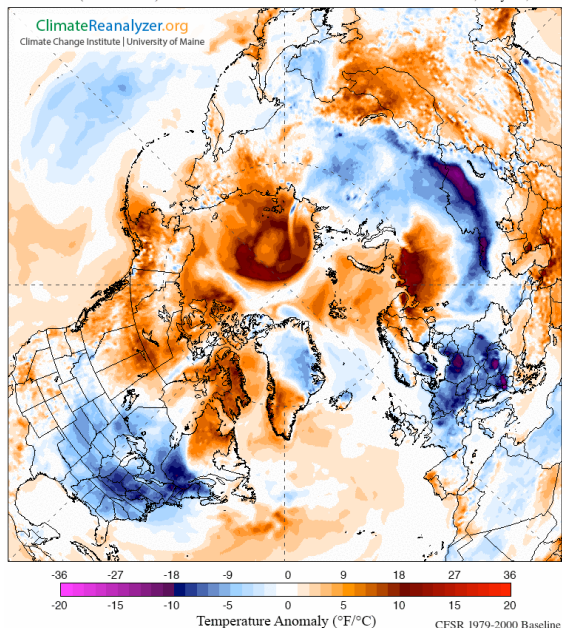 ClimateReanalyzer.org
Climate Change Institute | University of Maine
-36 -27 -18 -9 0 9 18 27 36
-20 -15 -10 -5 0 5 10 15 20
Temperature Anomaly (°F/°C)
CFSR 1979-2000 Baseline